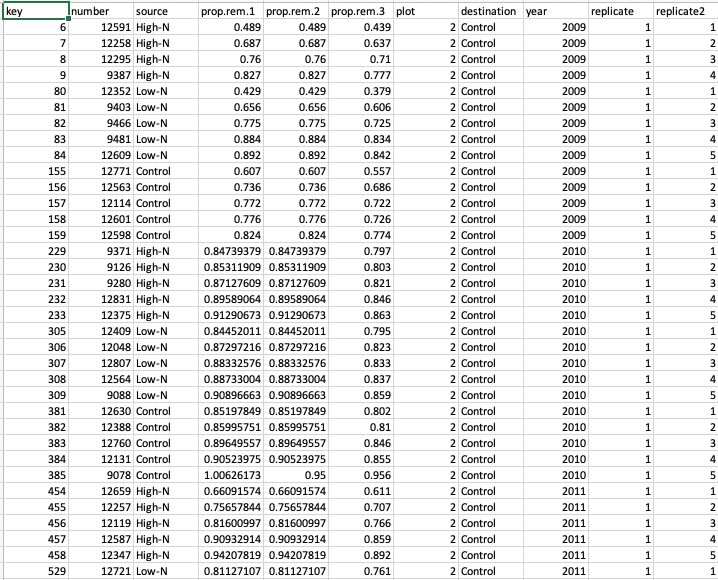 key number source prop.rem.1 prop.rem.2 prop.rem.3 plot destination year replicate replicate2
6 12591 High-N 0.489 0.489 0.439 2 Control 2009 1 1
7 12258 High-N 0.687 0.687 0.637 2 Control 2009 1 2
8 12295 High-N 0.76 0.76 0.71 2 Control 2009 1 3
9 9387 High-N 0.827 0.827 0.777 2 Control 2009 1 4
80 12352 Low-N 0.429 0.429 0.379 2 Control 2009 1 1
81 9403 Low-N 0.656 0.656 0.606 2 Control 2009 1 2
82 9466 Low-N 0.775 0.775 0.725 2 Control 2009 1 3
83 9481 Low-N 0.884 0.884 0.834 2 Control 2009 1 4
84 12609 Low-N 0.892 0.892 0.842 2 Control 2009 1 5
155 12771 Control 0.607 0.607 0.557 2 Control 2009 1 1
156 12563 Control 0.736 0.736 0.686 2 Control 2009 1 2
157 12114 Control 0.772 0.772 0.722 2 Control 2009 1 3
158 12601 Control 0.776 0.776 0.726 2 Control 2009 1 4
159 12598 Control 0.824 0.824 0.774 2 Control 2009 1 5
229 9371 High-N 0.84739379 0.84739379 0.797 2 Control 2010 1 1
230 9126 High-N 0.85311909 0.85311909 0.803 2 Control 2010 1 2
231 9280 High-N 0.87127609 0.87127609 0.821 2 Control 2010 1 3
232 12831 High-N 0.89589064 0.89589064 0.846 2 Control 2010 1 4
233 12375 High-N 0.91290673 0.91290673 0.863 2 Control 2010 1 5
305 12409 Low-N 0.84452011 0.84452011 0.795 2 Control 2010 1 1
306 12048 Low-N 0.87297216 0.87297216 0.823 2 Control 2010 1 2
307 12807 Low-N 0.88332576 0.88332576 0.833 2 Control 2010 1 3
308 12564 Low-N 0.88733004 0.88733004 0.837 2 Control 2010 1 4
309 9088 Low-N 0.90896663 0.90896663 0.859 2 Control 2010 1 5
381 12630 Control 0.85197849 0.85197849 0.802 2 Control 2010 1 1
382 12388 Control 0.85995751 0.85995751 0.81 2 Control 2010 1 2
383 12760 Control 0.89649557 0.89649557 0.846 2 Control 2010 1 3
384 12131 Control 0.90523975 0.90523975 0.855 2 Control 2010 1 4
385 9078 Control 1.00626173 0.95 0.956 2 Control 2010 1 5
454 12659 High-N 0.66091574 0.66091574 0.611 2 Control 2011 1 1
455 12257 High-N 0.75657844 0.75657844 0.707 2 Control 2011 1 2
456 12119 High-N 0.81600997 0.81600997 0.766 2 Control 2011 1 3
457 12587 High-N 0.90932914 0.90932914 0.859 2 Control 2011 1 4
458 12347 High-N 0.94207819 0.94207819 0.892 2 Control 2011 1 5
529 12721 Low-N 0.81127107 0.81127107 0.761 2 Control 2011 1 1